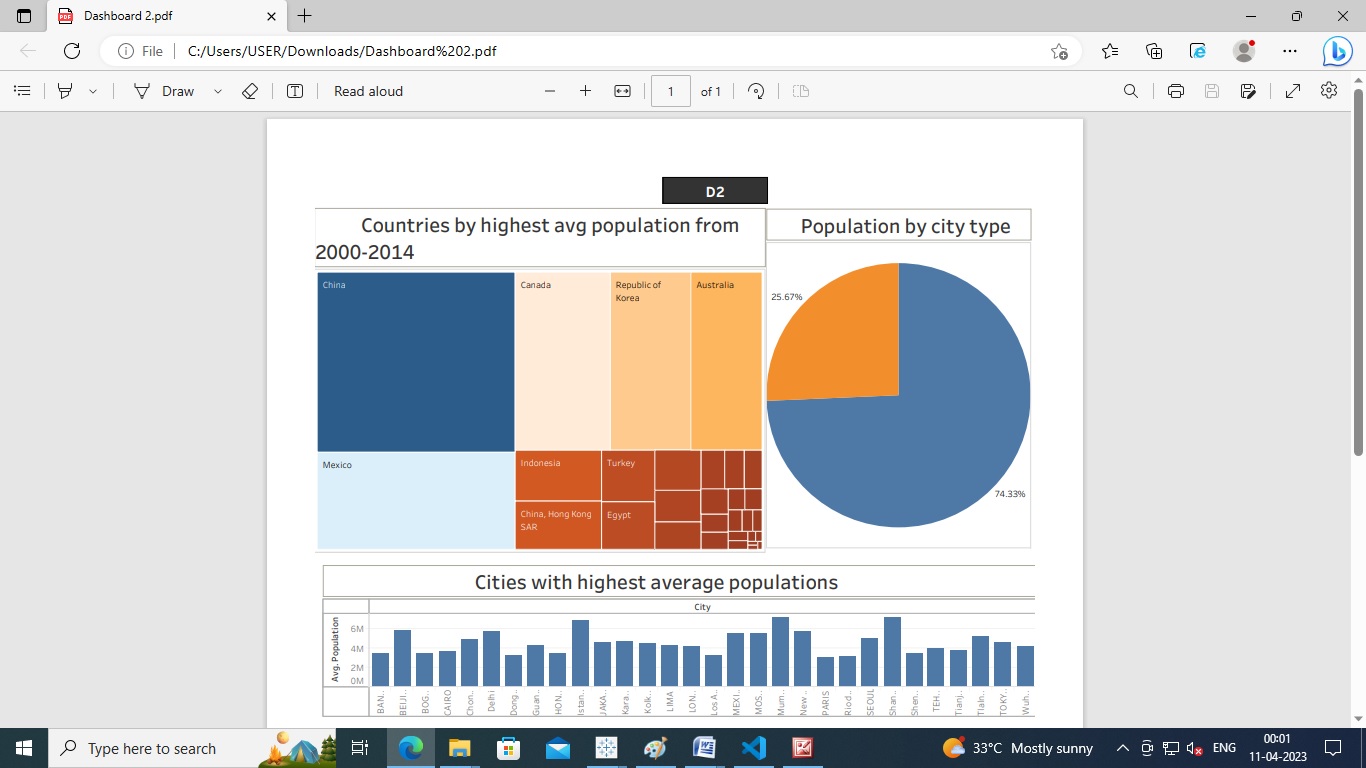 Dashboard 2.pdf
File
C:/Users/USER/Downloads/Dashboard%202.pdf
Draw
Read aloud
1
of 1
D2
Countries by highest avg population from
2000-2014
China
Canada
Republic of
Korea
Australia
Mexico
Indonesia
Turkey
China, Hong Kong
SAR
Egypt
Population by city type
25.67%
74.33%
Cities with highest average populations
City
Avg. Population
6M
4M
2M
0M
BAN..
BEIJI..
BOG..
CAIRO
Chon..
Delhi
Dong..
Guan..
HON..
Istan..
JAKA..
Kara..
Kolk..
LIMA
LON..
Los A..
MEXI..
MOS..
Mum..
New ..
PARIS
Rio d..
SEOUL
Shan..
Shen..
TEH..
Tianj..
TianJ..
TOKY..
Wuh..
Type here to search
33°C Mostly sunny
ENG
00:01
11-04-2023